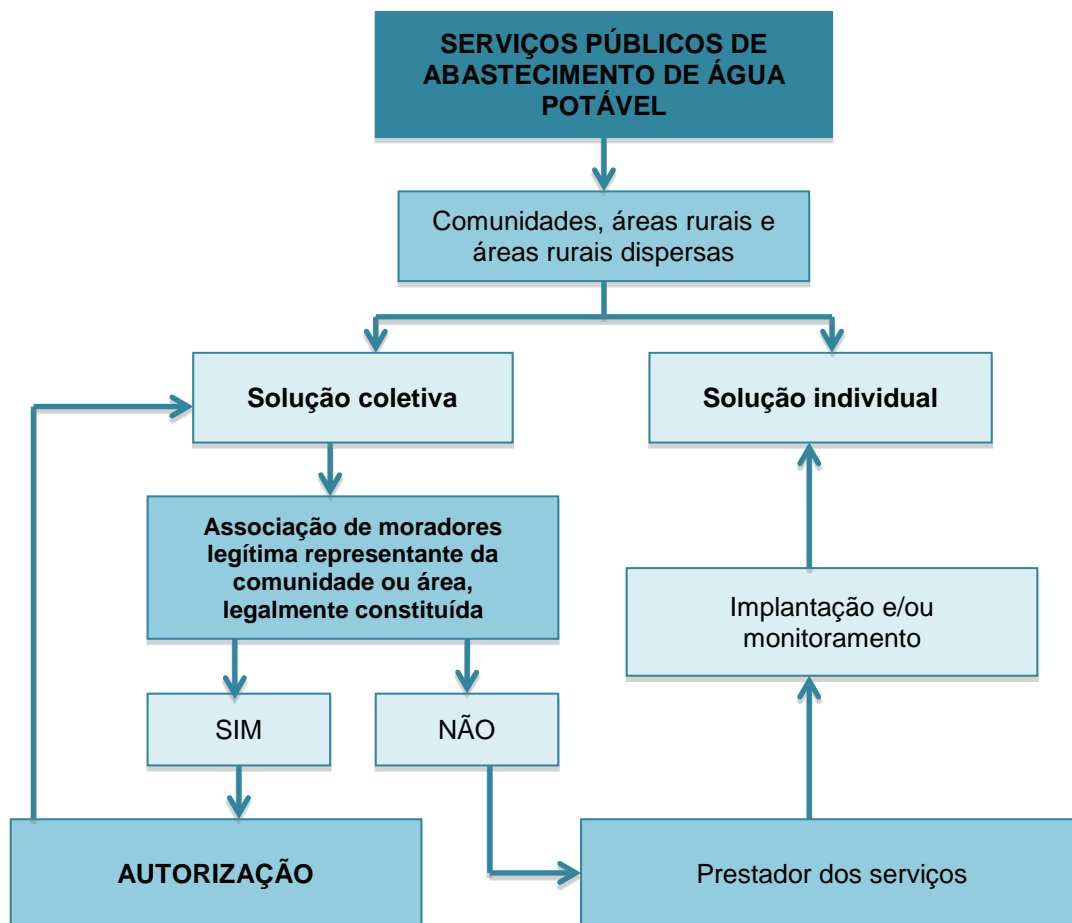 SERVIÇOS PÚBLICOS DE
ABASTECIMENTO DE ÁGUA
POTÁVEL
Comunidades, áreas rurais e
áreas rurais dispersas
Solução coletiva
Solução individual
Associação de moradores
legítima representante da
comunidade ou área,
legalmente constituída
Implantação e/ou
monitoramento
SIM
NÃO
AUTORIZAÇÃO
Prestador dos serviços